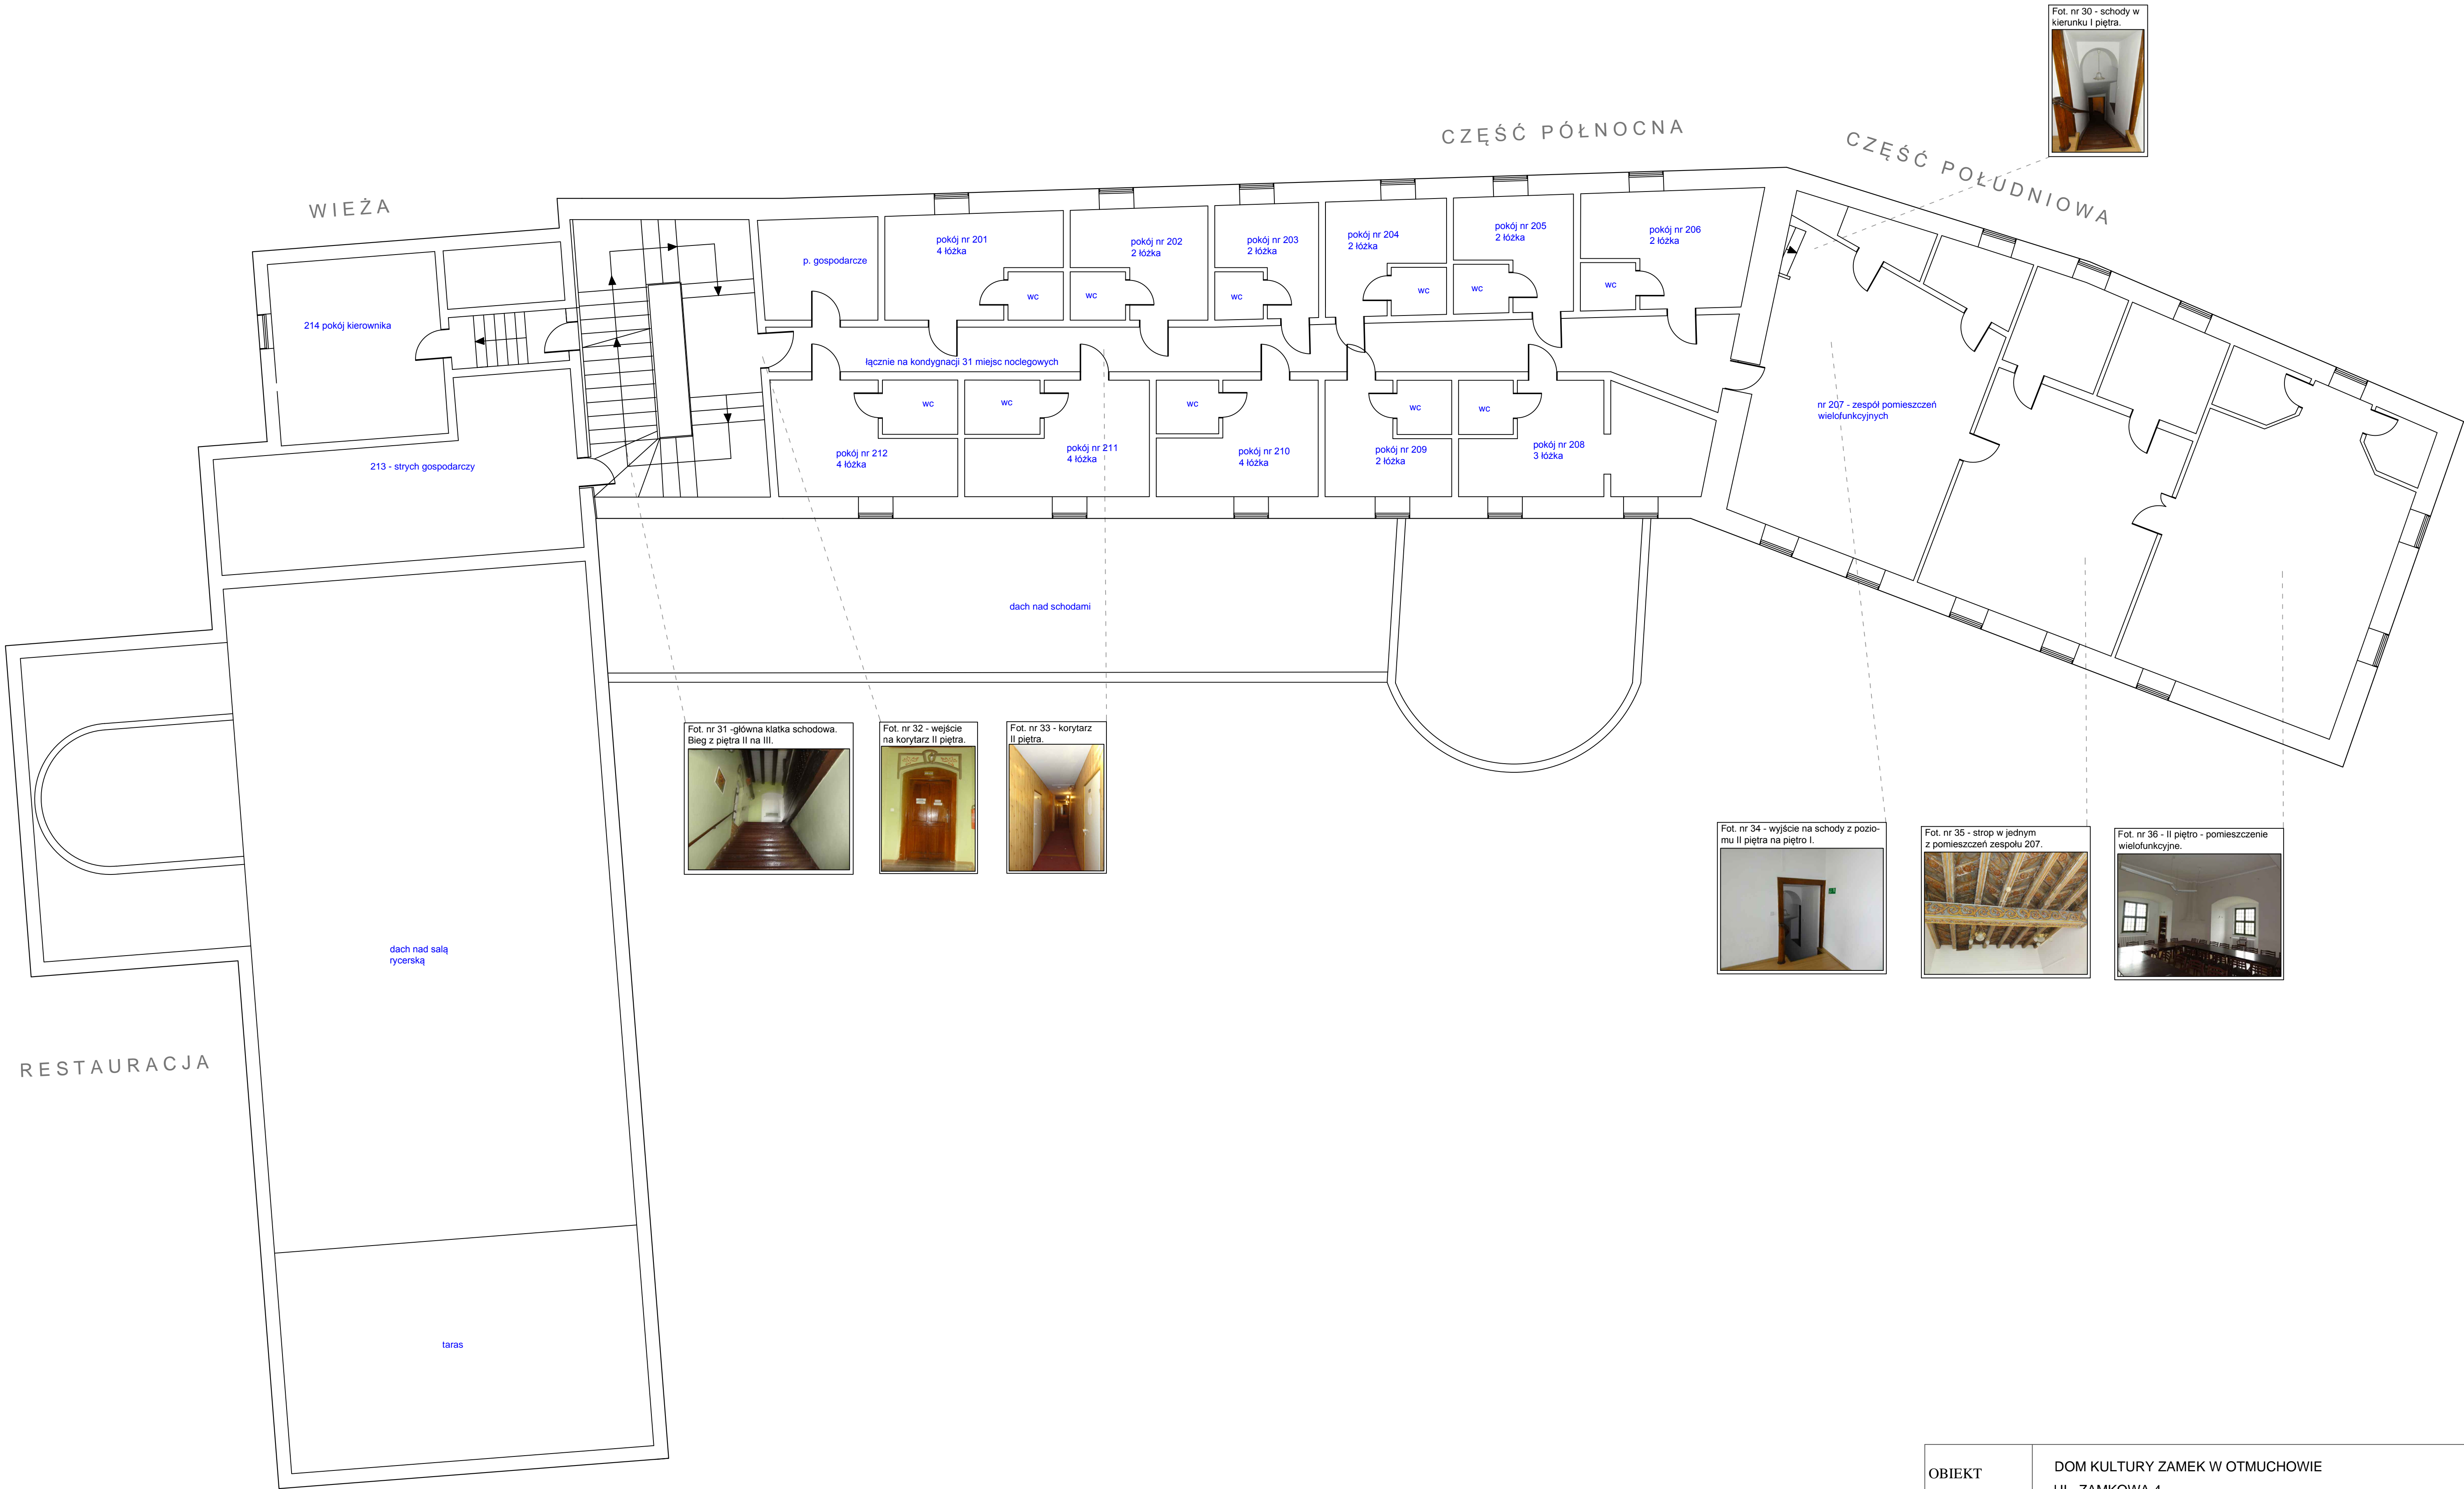 Fot. nr 30 - schody w
kierunku I piętra.
CZĘŚĆ PÓŁNOCNA
CZĘŚĆ POŁUDNIOWA
WIEŻA
pokój nr 201
4 łóżka
pokój nr 202
2 łóżka
pokój nr 203
2 łóżka
pokój nr 204
2 łóżka
pokój nr 205
2 łóżka
pokój nr 206
2 łóżka
p. gospodarcze
wc
wc
wc
wc
wc
wc
214 pokój kierownika
łącznie na kondygnacji 31 miejsc noclegowych
wc
wc
wc
wc
wc
nr 207 - zespół pomieszczeń
wielofunkcyjnych
pokój nr 212
4 łóżka
pokój nr 211
4 łóżka
pokój nr 210
4 łóżka
pokój nr 209
2 łóżka
pokój nr 208
3 łóżka
213 - strych gospodarczy
dach nad schodami
Fot. nr 31 -główna klatka schodowa.
Bieg z piętra II na III.
Fot. nr 32 - wejście
na korytarz II piętra.
Fot. nr 33 - korytarz
II piętra.
Fot. nr 34 - wyjście na schody z pozio-
mu II piętra na piętro I.
Fot. nr 35 - strop w jednym
z pomieszczeń zespołu 207.
Fot. nr 36 - II piętro - pomieszczenie
wielofunkcyjne.
dach nad salą
rycerską
RESTAURACJA
taras
OBIEKT
DOM KULTURY ZAMEK W OTMUCHOWIE
UL. ZAMKOWA 4